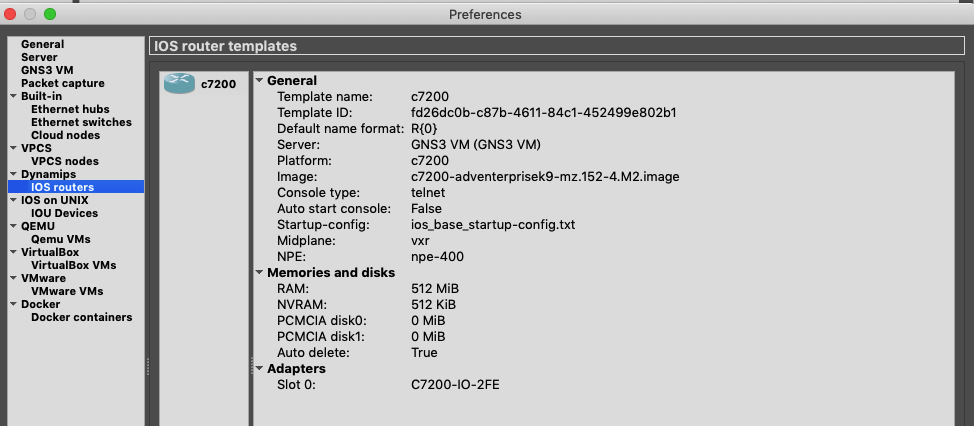 Preferences
General
Server
GNS3 VM
Packet capture
Built-in
Ethernet hubs
Ethernet switches
Cloud nodes
VPCS
VPCS nodes
Dynamips
IOS routers
IOS on UNIX
IOU Devices
QEMU
Qemu VMs
VirtualBox
VirtualBox VMs
VMware
VMware VMs
Docker
Docker containers
IOS router templates
c7200
General
Template name: c7200
Template ID: fd26dc0b-c87b-4611-84c1-452499e802b1
Default name format: R{0}
Server: GNS3 VM (GNS3 VM)
Platform: c7200
Image: c7200-adventerprisek9-mz.152-4.M2.image
Console type: telnet
Auto start console: False
Startup-config: ios_base_startup-config.txt
Midplane: vxr
NPE: npe-400
Memories and disks
RAM: 512 MiB
NVRAM: 512 KiB
PCMCIA disk0: 0 MiB
PCMCIA disk1: 0 MiB
Auto delete: True
Adapters
Slot 0: C7200-IO-2FE